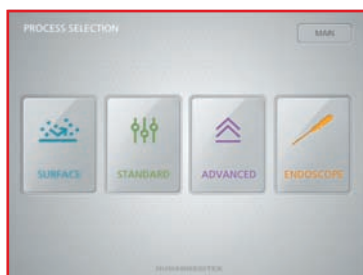 PROCESS SELECTION
MAIN
SURFACE
STANDARD
ADVANCED
ENDOSCOPE